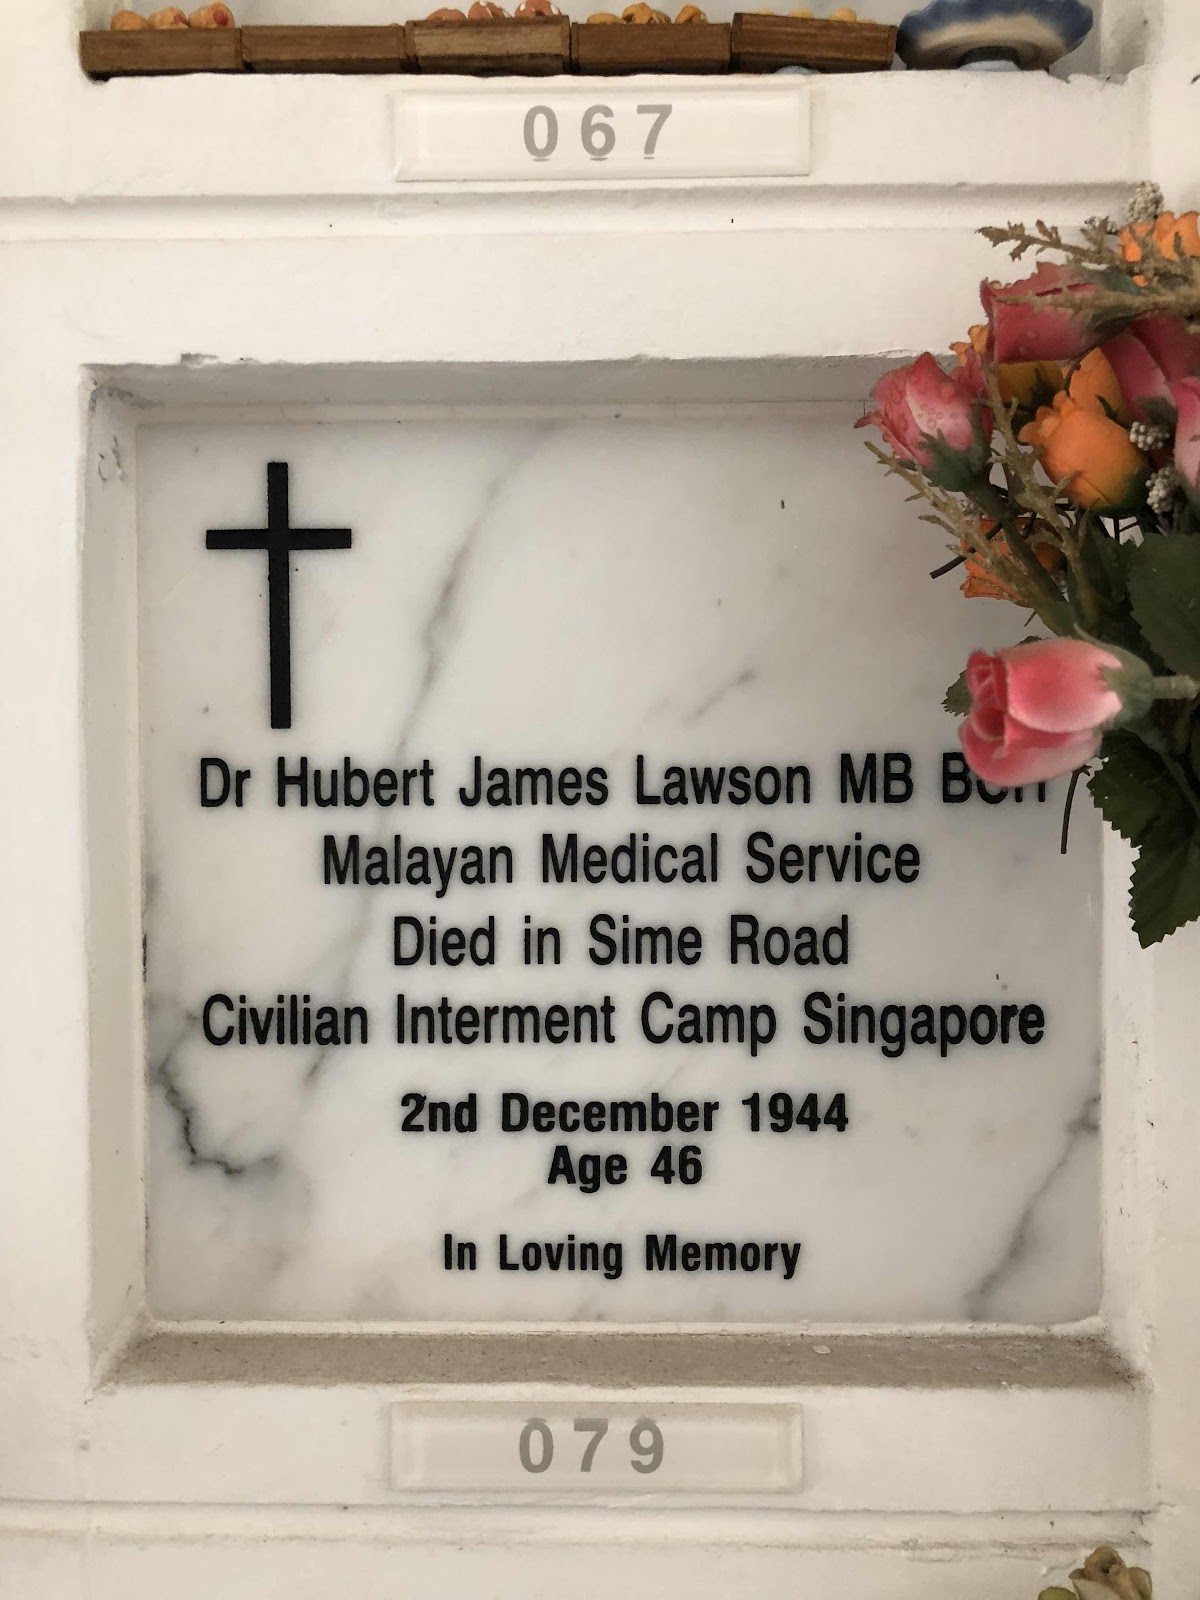 067
Dr Hubert James Lawson MB BCH
Malayan Medical Service
Died in Sime Road
Civilian Interment Camp Singapore
2nd December 1944
Age 46
In Loving Memory
079